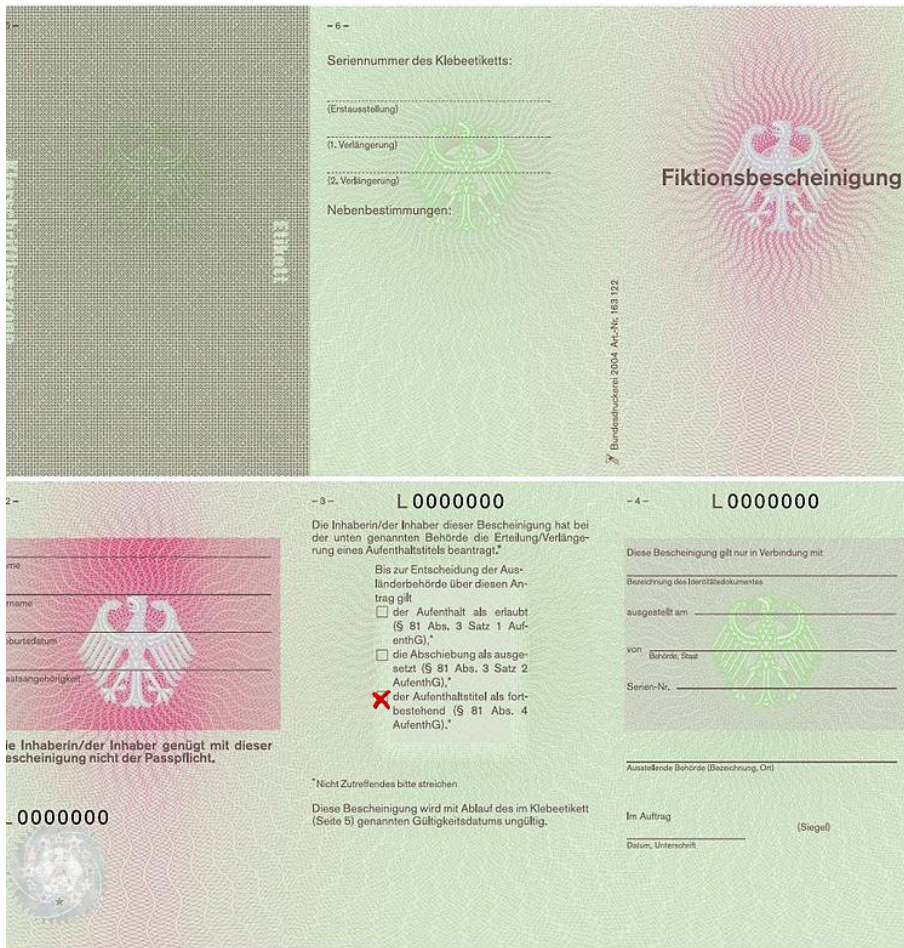 - 6 -
Seriennummer des Klebeetiketts:
(Erstausstellung)
(1. Verlängerung)
(2. Verlängerung)
Nebenbestimmungen:
Etikett
Fiktionsbescheinigung
Bundesdruckerei 2004 Art.-Nr. 163 122
2 -
burtsdatum
aatsangehörigkeit
ie Inhaberin/der Inhaber genügt mit dieser
escheinigung nicht der Passpflicht.
0000000
- 3 -
L 0000000
Die Inhaberin/der Inhaber dieser Bescheinigung hat bei
der unten genannten Behörde die Erteilung/Verlänge-
rung eines Aufenthaltstitels beantragt.*
Bis zur Entscheidung der Aus-
länderbehörde über diesen An-
trag gilt
der Aufenthalt als erlaubt
(§ 81 Abs. 3 Satz 1 Auf-
enthG),*
die Abschiebung als ausge-
setzt (§ 81 Abs. 3 Satz 2
AufenthG),*
der Aufenthaltstitel als fort-
bestehend (§ 81 Abs. 4
AufenthG).*
*Nicht Zutreffendes bitte streichen
Diese Bescheinigung wird mit Ablauf des im Klebeetikett
(Seite 5) genannten Gültigkeitsdatums ungültig.
- 4 -
L 0000000
Diese Bescheinigung gilt nur in Verbindung mit
Bezeichnung des Identitätsdokumentes
ausgestellt am
von
Behörde, Staat
Serien-Nr.
Ausstellende Behörde (Bezeichnung, Ort)
Im Auftrag
(Siegel)
Datum, Unterschrift